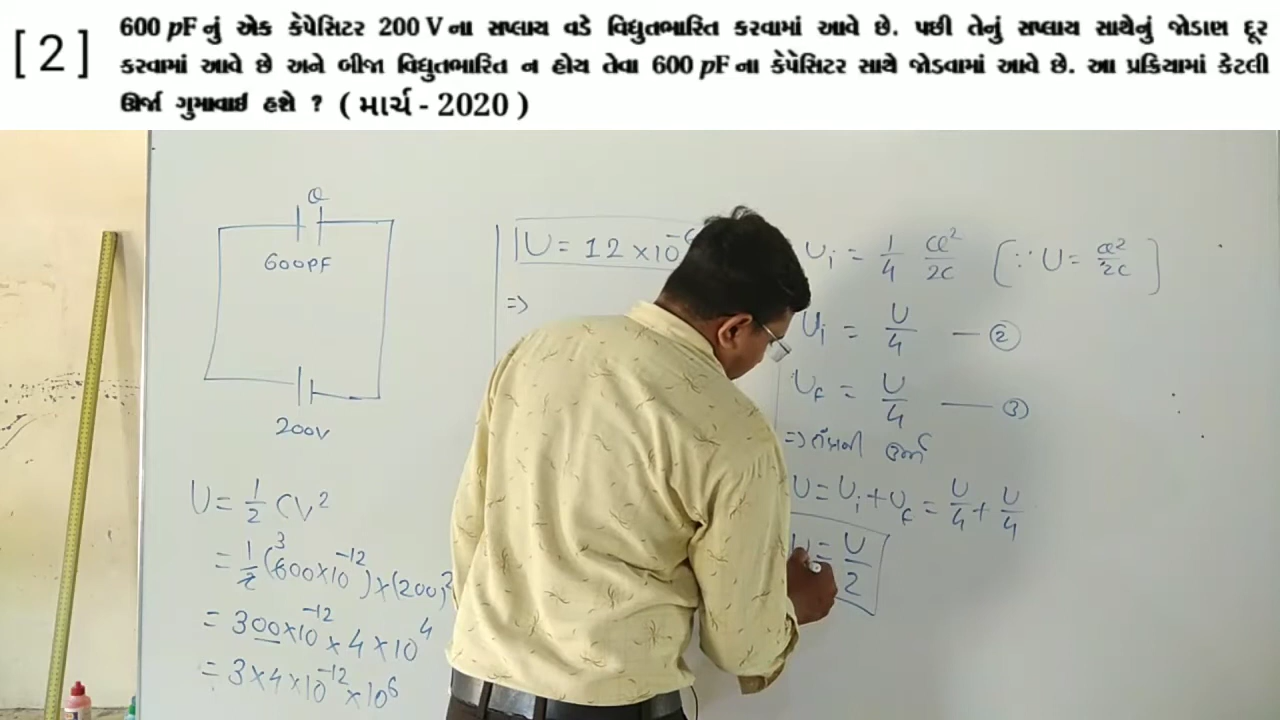 [2] 600 pF નું એક કેપેસિટર 200 V ના સપ્લાય વડે વિદ્યુતભારિત કરવામાં આવે છે. પછી તેનું સપ્લાય સાથેનું જોડાણ દૂર
કરવામાં આવે છે અને બીજા વિદ્યુતભારિત ન હોય તેવા 600 pF ના કેપેસિટર સાથે જોડવામાં આવે છે. આ પ્રક્રિયામાં કેટલી
ઊર્જા ગુમાવાઈ હશે ? ( માર્ચ - 2020 )
Q
600PF
200V
U = 1/2 CV²
= 1/2 (600×10⁻¹²)×(200)²
3
= 300×10⁻¹² × 4 × 10⁴
= 3×4×10⁻¹² × 10⁶
U = 12 ×10
=>
Ui = 1/4 Q²/2C (∵ U = Q²/2C)
Ui = U/4 — ②
Uf = U/4 — ③
=> ઊર્જા
U = Ui + Uf = U/4 + U/4
= U/2